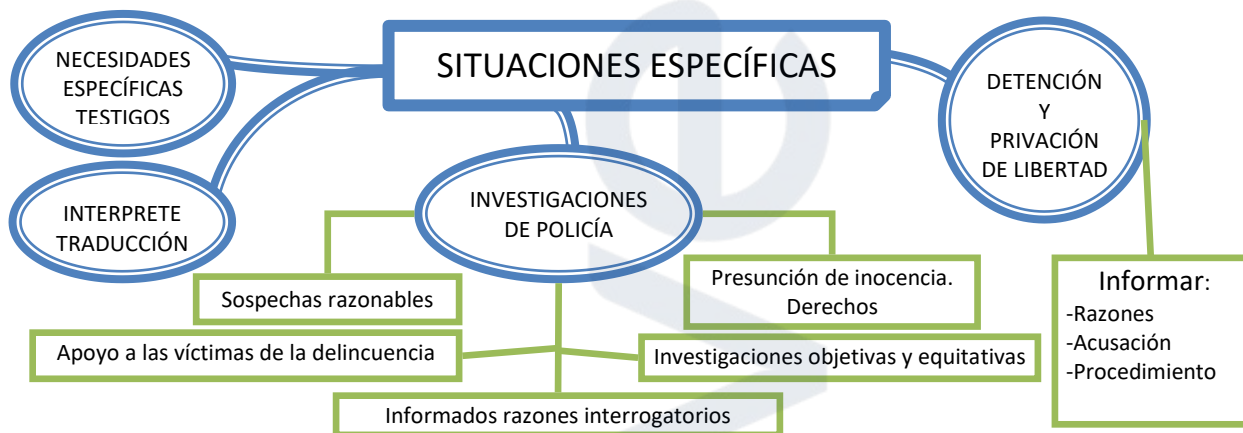 SITUACIONES ESPECÍFICAS
NECESIDADES
ESPECÍFICAS
TESTIGOS
INTERPRETE
TRADUCCIÓN
INVESTIGACIONES
DE POLICÍA
DETENCIÓN
Y
PRIVACIÓN
DE LIBERTAD
Sospechas razonables
Presunción de inocencia.
Derechos
Apoyo a las víctimas de la delincuencia
Investigaciones objetivas y equitativas
Informados razones interrogatorios
Informar:
-Razones
-Acusación
-Procedimiento